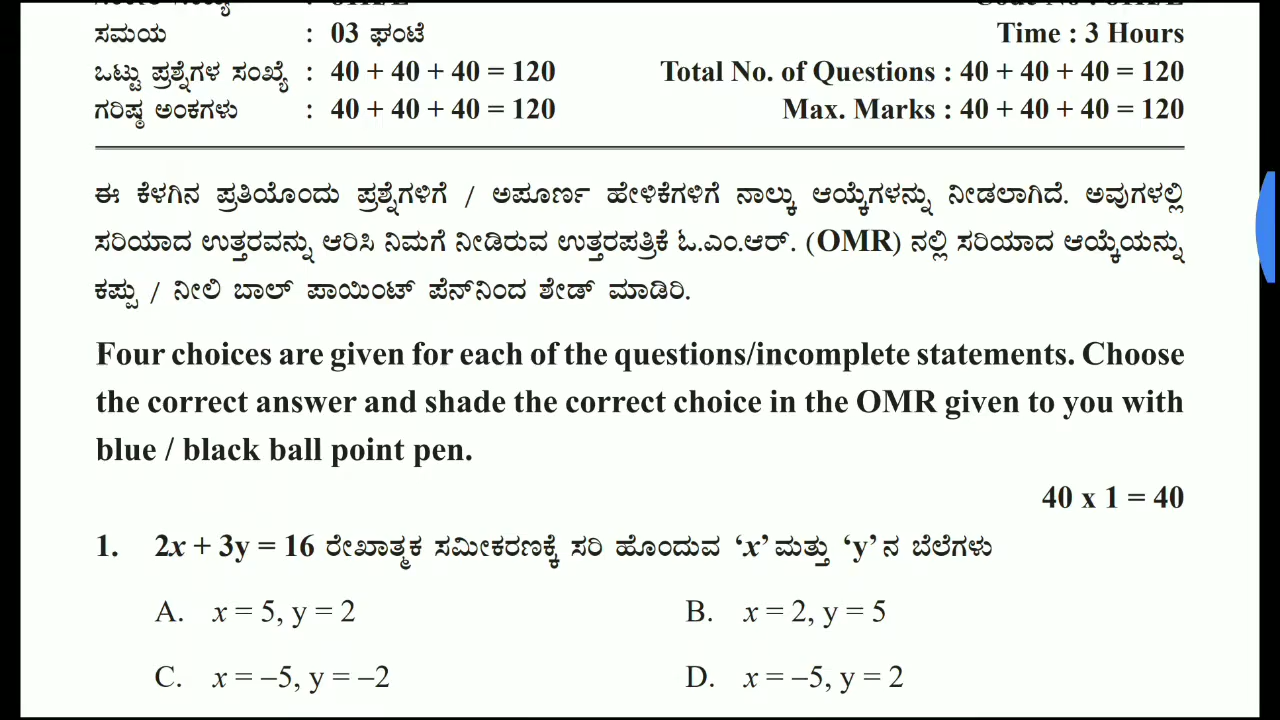 ಸಮಯ : 03 ಘಂಟೆ Time : 3 Hours
ಒಟ್ಟು ಪ್ರಶ್ನೆಗಳ ಸಂಖ್ಯೆ : 40 + 40 + 40 = 120 Total No. of Questions : 40 + 40 + 40 = 120
ಗರಿಷ್ಠ ಅಂಕಗಳು : 40 + 40 + 40 = 120 Max. Marks : 40 + 40 + 40 = 120
ಈ ಕೆಳಗಿನ ಪ್ರತಿಯೊಂದು ಪ್ರಶ್ನೆಗಳಿಗೆ / ಅಪೂರ್ಣ ಹೇಳಿಕೆಗಳಿಗೆ ನಾಲ್ಕು ಆಯ್ಕೆಗಳನ್ನು ನೀಡಲಾಗಿದೆ. ಅವುಗಳಲ್ಲಿ
ಸರಿಯಾದ ಉತ್ತರವನ್ನು ಆರಿಸಿ ನಿಮಗೆ ನೀಡಿರುವ ಉತ್ತರಪತ್ರಿಕೆ ಓ.ಎಂ.ಆರ್. (OMR) ನಲ್ಲಿ ಸರಿಯಾದ ಆಯ್ಕೆಯನ್ನು
ಕಪ್ಪು / ನೀಲಿ ಬಾಲ್ ಪಾಯಿಂಟ್ ಪೆನ್‌ನಿಂದ ಶೇಡ್ ಮಾಡಿರಿ.
Four choices are given for each of the questions/incomplete statements. Choose
the correct answer and shade the correct choice in the OMR given to you with
blue / black ball point pen.
40 x 1 = 40
1. 2x + 3y = 16 ರೇಖಾತ್ಮಕ ಸಮೀಕರಣಕ್ಕೆ ಸರಿ ಹೊಂದುವ ‘x’ ಮತ್ತು ‘y’ ನ ಬೆಲೆಗಳು
A. x = 5, y = 2 B. x = 2, y = 5
C. x = –5, y = –2 D. x = –5, y = 2